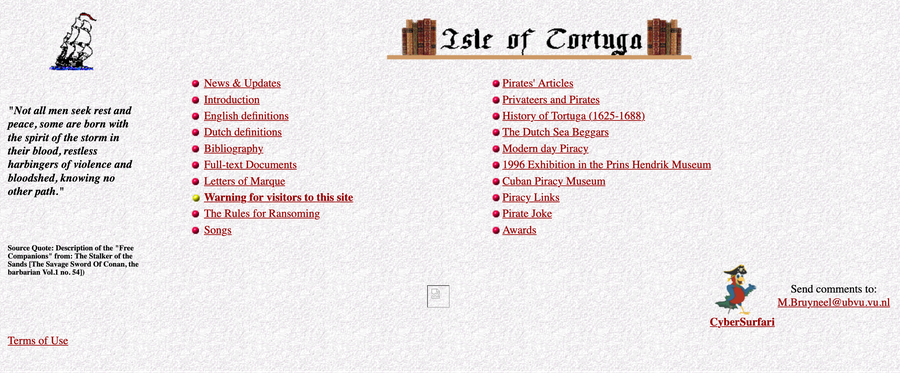 Isle of Tortuga
"Not all men seek rest and
peace, some are born with
the spirit of the storm in
their blood, restless
harbingers of violence and
bloodshed, knowing no
other path."
Source Quote: Description of the "Free
Companions" from: The Stalker of the
Sands [The Savage Sword Of Conan, the
barbarian Vol.1 no. 54])
News & Updates
Introduction
English definitions
Dutch definitions
Bibliography
Full-text Documents
Letters of Marque
Warning for visitors to this site
The Rules for Ransoming
Songs
Pirates' Articles
Privateers and Pirates
History of Tortuga (1625-1688)
The Dutch Sea Beggars
Modern day Piracy
1996 Exhibition in the Prins Hendrik Museum
Cuban Piracy Museum
Piracy Links
Pirate Joke
Awards
CyberSurfari
Send comments to:
M.Bruyneel@ubvu.vu.nl
Terms of Use